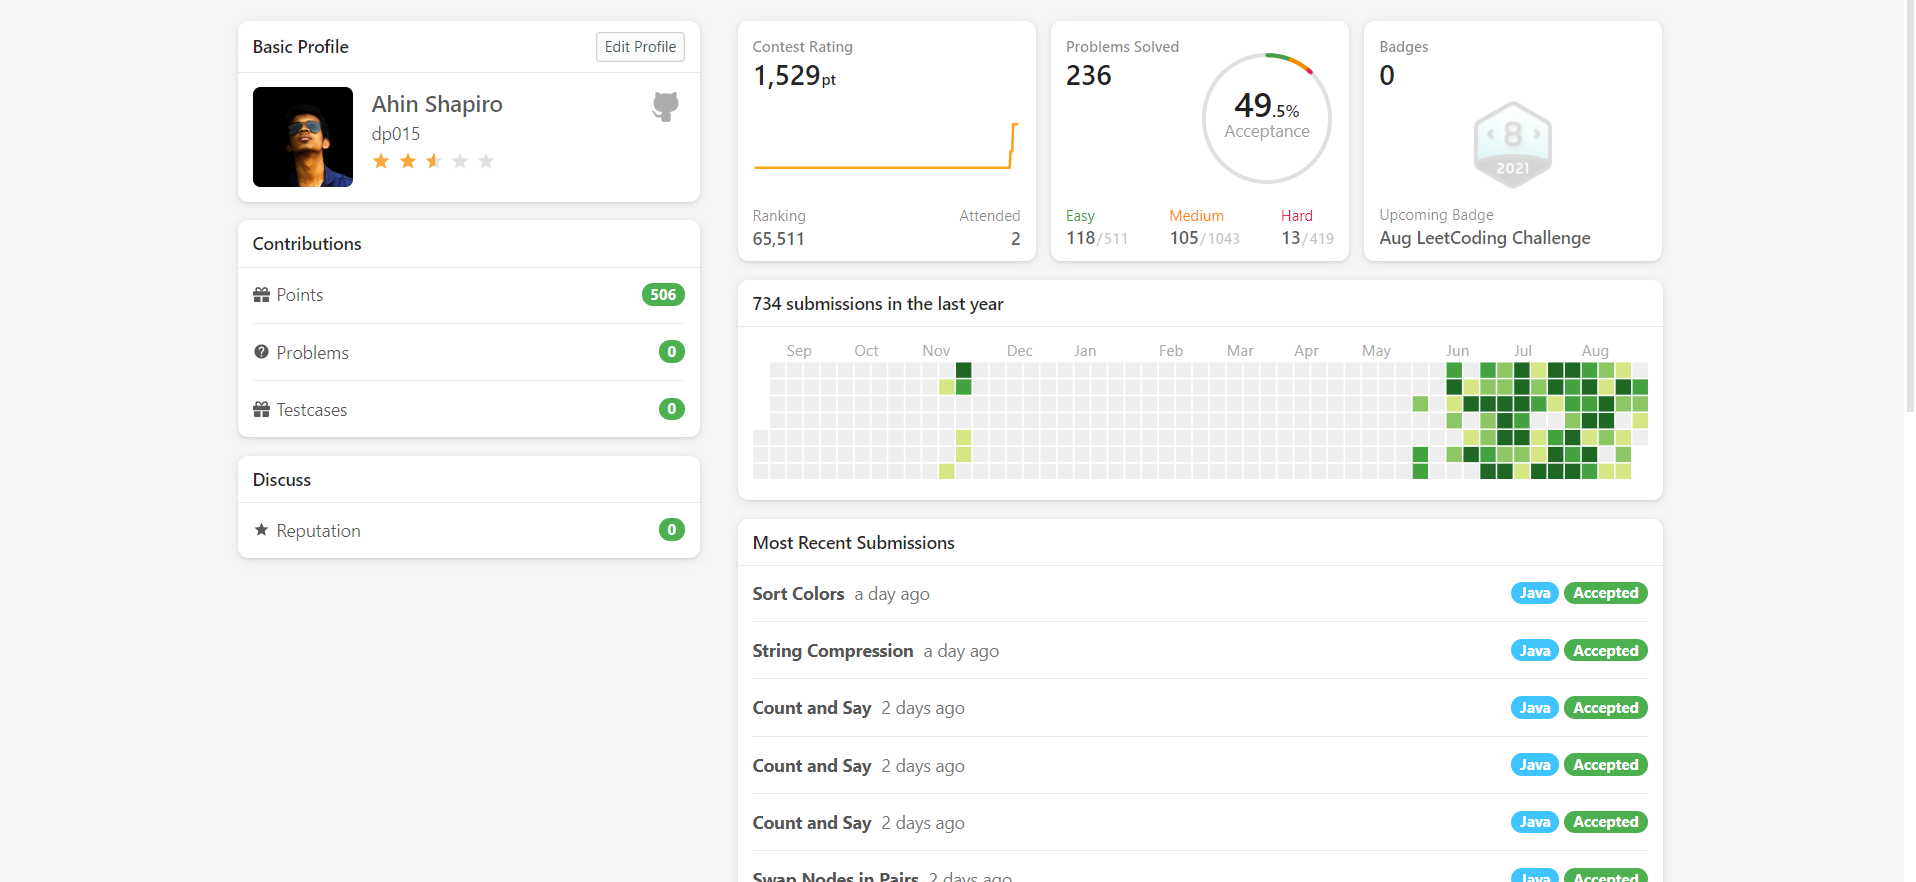 Basic Profile
Edit Profile
Ahin Shapiro
dp015
Contributions
Points 506
Problems 0
Testcases 0
Discuss
Reputation 0
Contest Rating
1,529pt
Ranking
65,511
Attended
2
Problems Solved
236
49.5%
Acceptance
Easy
118/511
Medium
105/1043
Hard
13/419
Badges
0
8
2021
Upcoming Badge
Aug LeetCoding Challenge
734 submissions in the last year
Sep Oct Nov Dec Jan Feb Mar Apr May Jun Jul Aug
Most Recent Submissions
Sort Colors a day ago Java Accepted
String Compression a day ago Java Accepted
Count and Say 2 days ago Java Accepted
Count and Say 2 days ago Java Accepted
Count and Say 2 days ago Java Accepted
Swap Nodes in Pairs 2 days ago Java Accepted